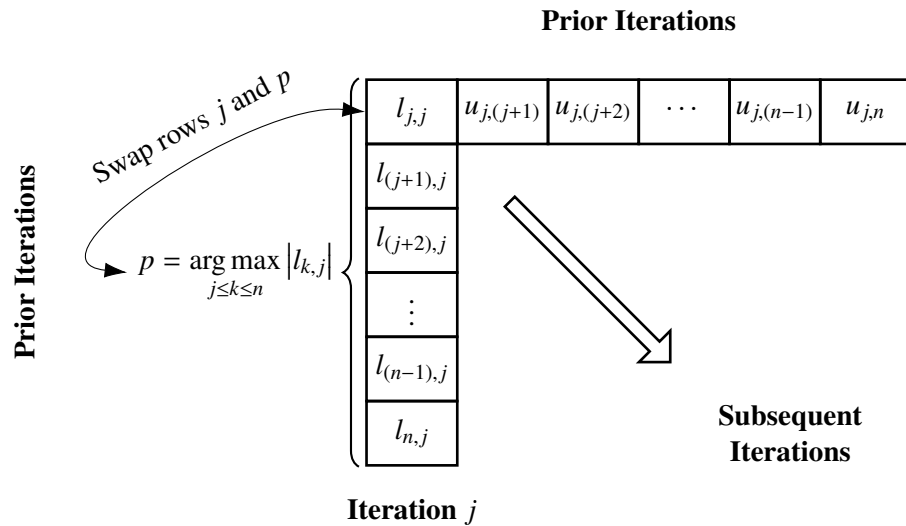 Prior Iterations
Swap rows j and p
l_{j,j} u_{j,(j+1)} u_{j,(j+2)} ⋯ u_{j,(n−1)} u_{j,n}
l_{(j+1),j}
l_{(j+2),j}
Prior Iterations
p = arg max |l_{k,j}|
j≤k≤n
⋮
l_{(n−1),j}
l_{n,j}
Subsequent
Iterations
Iteration j